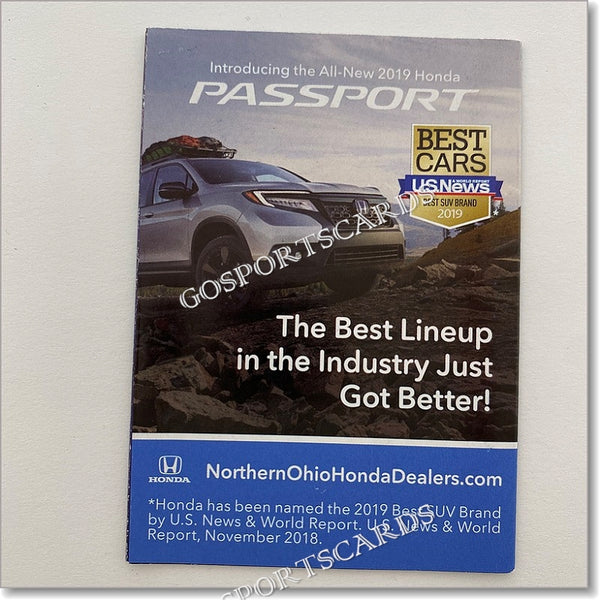 Introducing the All-New 2019 Honda
PASSPORT
BEST
CARS
U.S.News
& WORLD REPORT
BEST SUV BRAND
2019
GOSPORTSCARDS
The Best Lineup
in the Industry Just
Got Better!
HONDA
NorthernOhioHondaDealers.com
*Honda has been named the 2019 Best SUV Brand
by U.S. News & World Report. U.S. News & World
Report, November 2018.
GOSPORTSCARDS